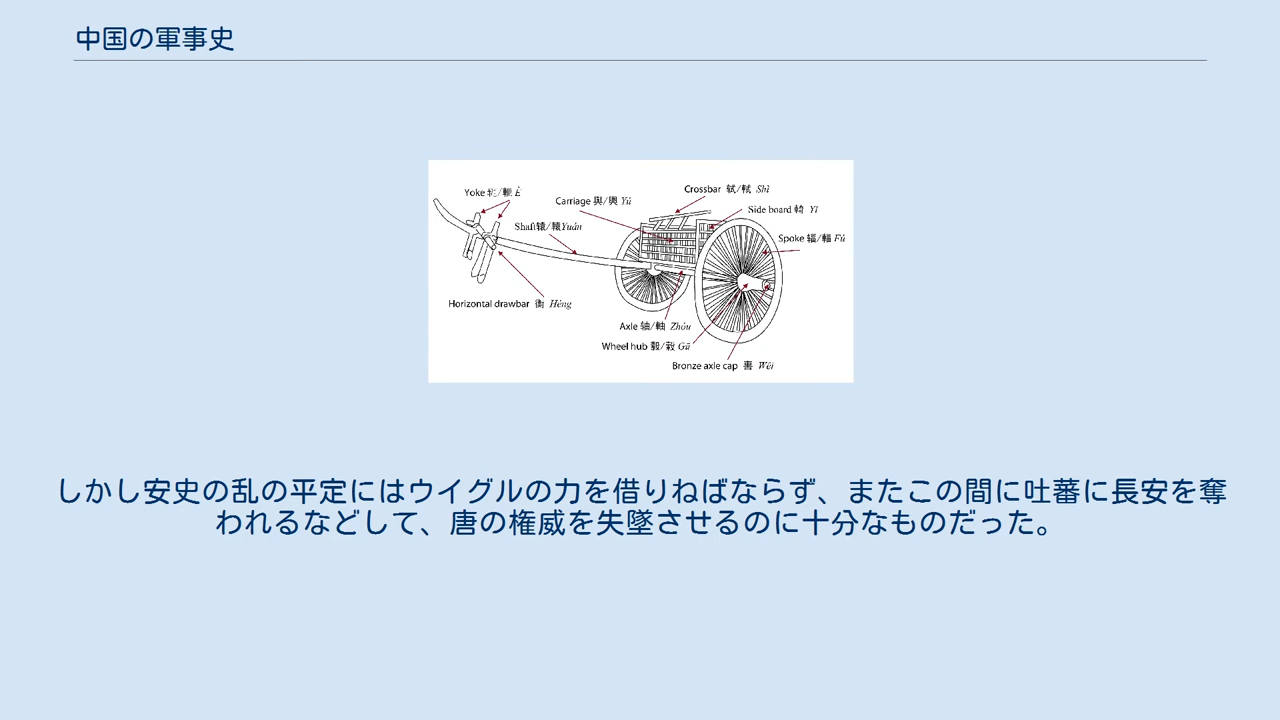 中国の軍事史
Yoke 軛/軶 È
Crossbar 轼/軾 Shì
Carriage 與/輿 Yú
Side board 輢 Yǐ
Shaft辕/轅Yuán
Spoke 辐/輻 Fú
Horizontal drawbar 衡 Héng
Axle 轴/軸 Zhóu
Wheel hub 毂/轂 Gū
Bronze axle cap 軎 Wèi
しかし安史の乱の平定にはウイグルの力を借りねばならず、またこの間に吐蕃に長安を奪
われるなどして、唐の権威を失墜させるのに十分なものだった。